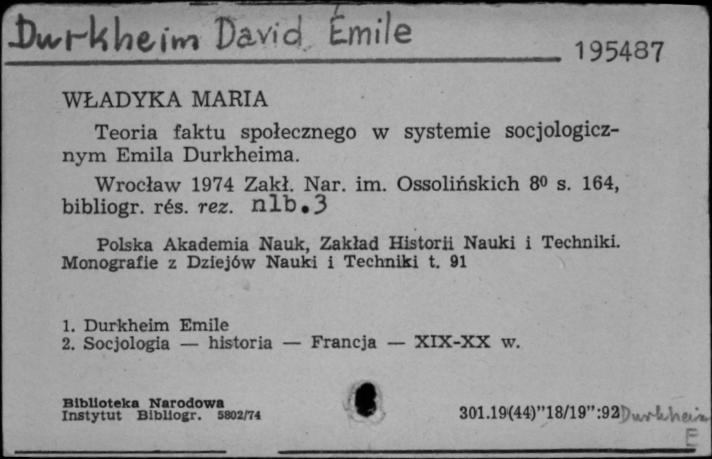 Durkheim David Émile
195487
WŁADYKA MARIA
Teoria faktu społecznego w systemie socjologicz-
nym Emila Durkheima.
Wrocław 1974 Zakł. Nar. im. Ossolińskich 8⁰ s. 164,
bibliogr. rés. rez. nlb.3
Polska Akademia Nauk, Zakład Historii Nauki i Techniki.
Monografie z Dziejów Nauki i Techniki t. 91
1. Durkheim Emile
2. Socjologia — historia — Francja — XIX-XX w.
Biblioteka Narodowa
Instytut Bibliogr. 5802/74
301.19(44)"18/19":92 Durkheim
E